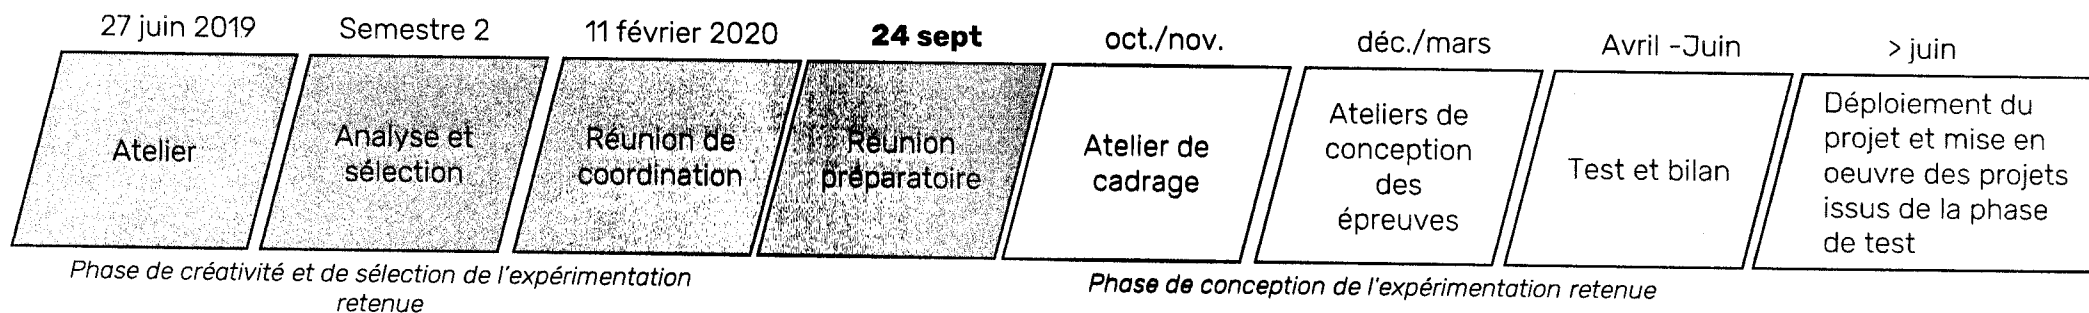 27 juin 2019
Semestre 2
11 février 2020
24 sept
oct./nov.
déc./mars
Avril -Juin
> juin
Atelier
Analyse et
sélection
Réunion de
coordination
Réunion
préparatoire
Atelier de
cadrage
Ateliers de
conception
des
épreuves
Test et bilan
Déploiement du
projet et mise en
oeuvre des projets
issus de la phase
de test
Phase de créativité et de sélection de l'expérimentation
retenue
Phase de conception de l'expérimentation retenue